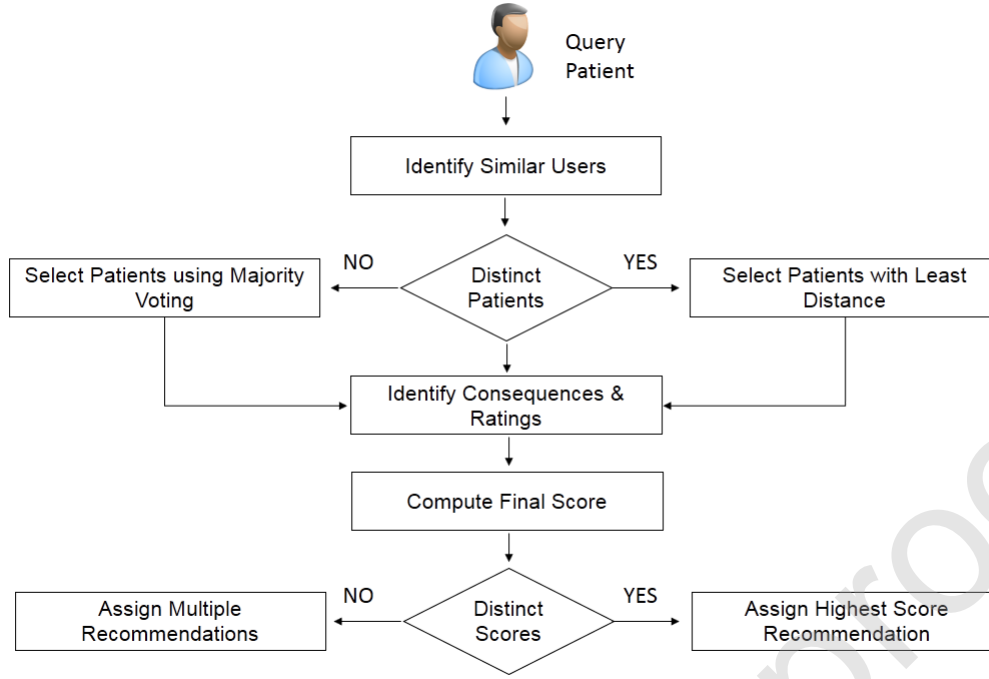 Query
Patient
Identify Similar Users
NO
YES
Select Patients using Majority
Voting
Distinct
Patients
Select Patients with Least
Distance
Identify Consequences &
Ratings
Compute Final Score
NO
YES
Assign Multiple
Recommendations
Distinct
Scores
Assign Highest Score
Recommendation